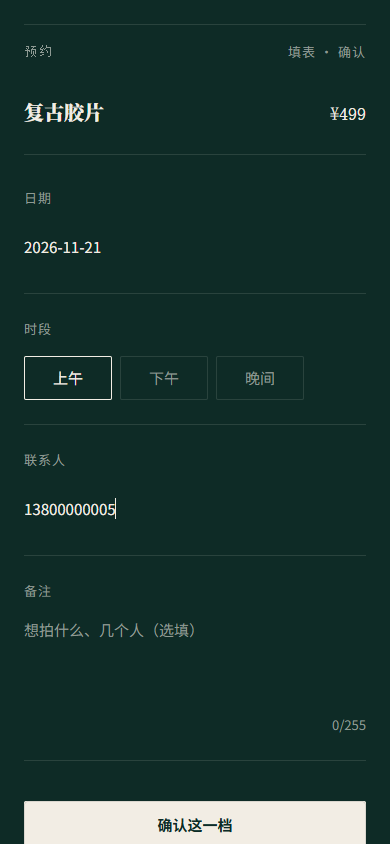 预约
填表 · 确认
复古胶片
¥499
日期
2026-11-21
时段
上午
下午
晚间
联系人
13800000005
备注
想拍什么、几个人（选填）
0/255
确认这一档